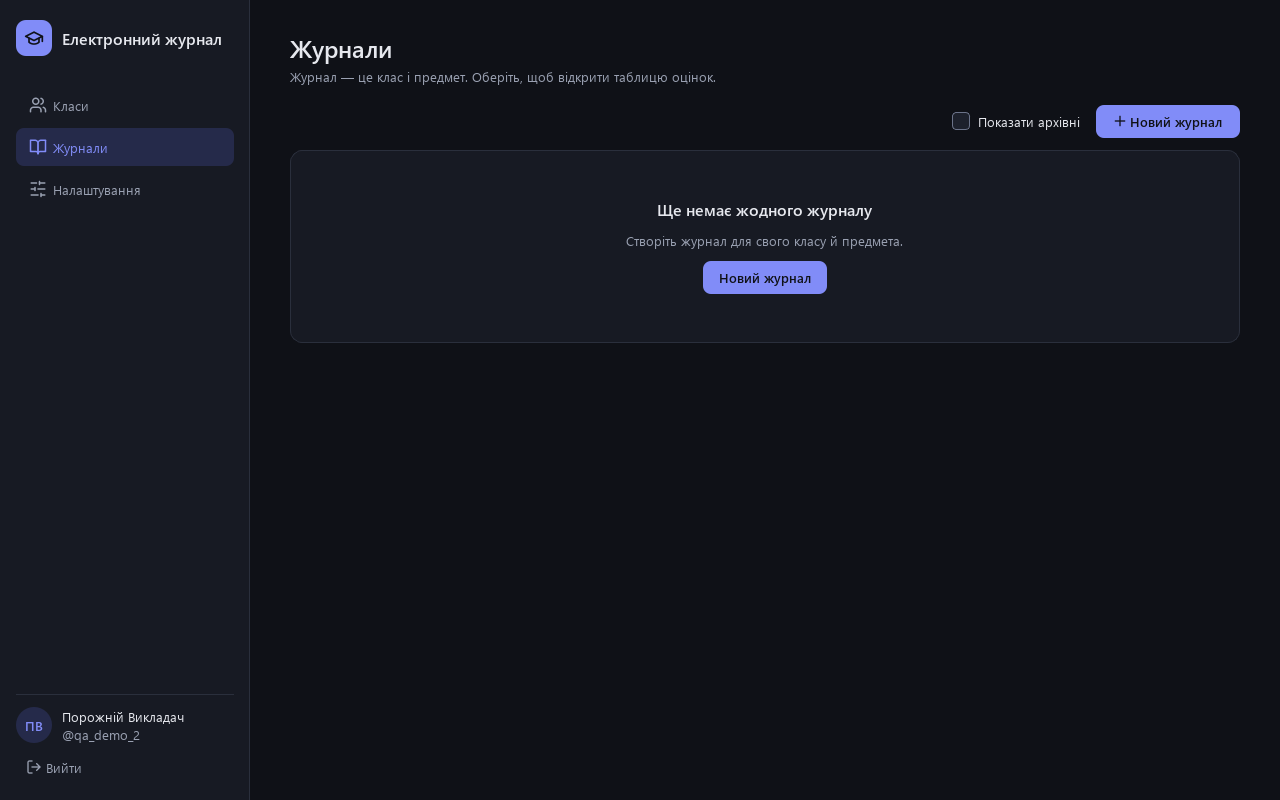 Електронний журнал
Класи
Журнали
Налаштування
Порожній Викладач
ПВ
@qa_demo_2
Вийти
Журнали
Журнал — це клас і предмет. Оберіть, щоб відкрити таблицю оцінок.
Показати архівні
+ Новий журнал
Ще немає жодного журналу
Створіть журнал для свого класу й предмета.
Новий журнал